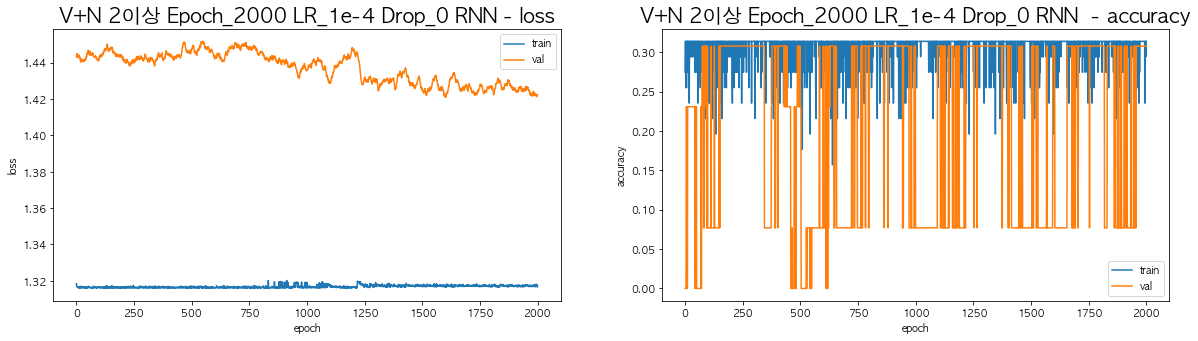 V+N 2이상 Epoch_2000 LR_1e-4 Drop_0 RNN - loss
train
val
1.44
1.42
1.40
1.38
1.36
1.34
1.32
loss
0 250 500 750 1000 1250 1500 1750 2000
epoch
V+N 2이상 Epoch_2000 LR_1e-4 Drop_0 RNN - accuracy
0.30
0.25
0.20
0.15
0.10
0.05
0.00
accuracy
train
val
0 250 500 750 1000 1250 1500 1750 2000
epoch